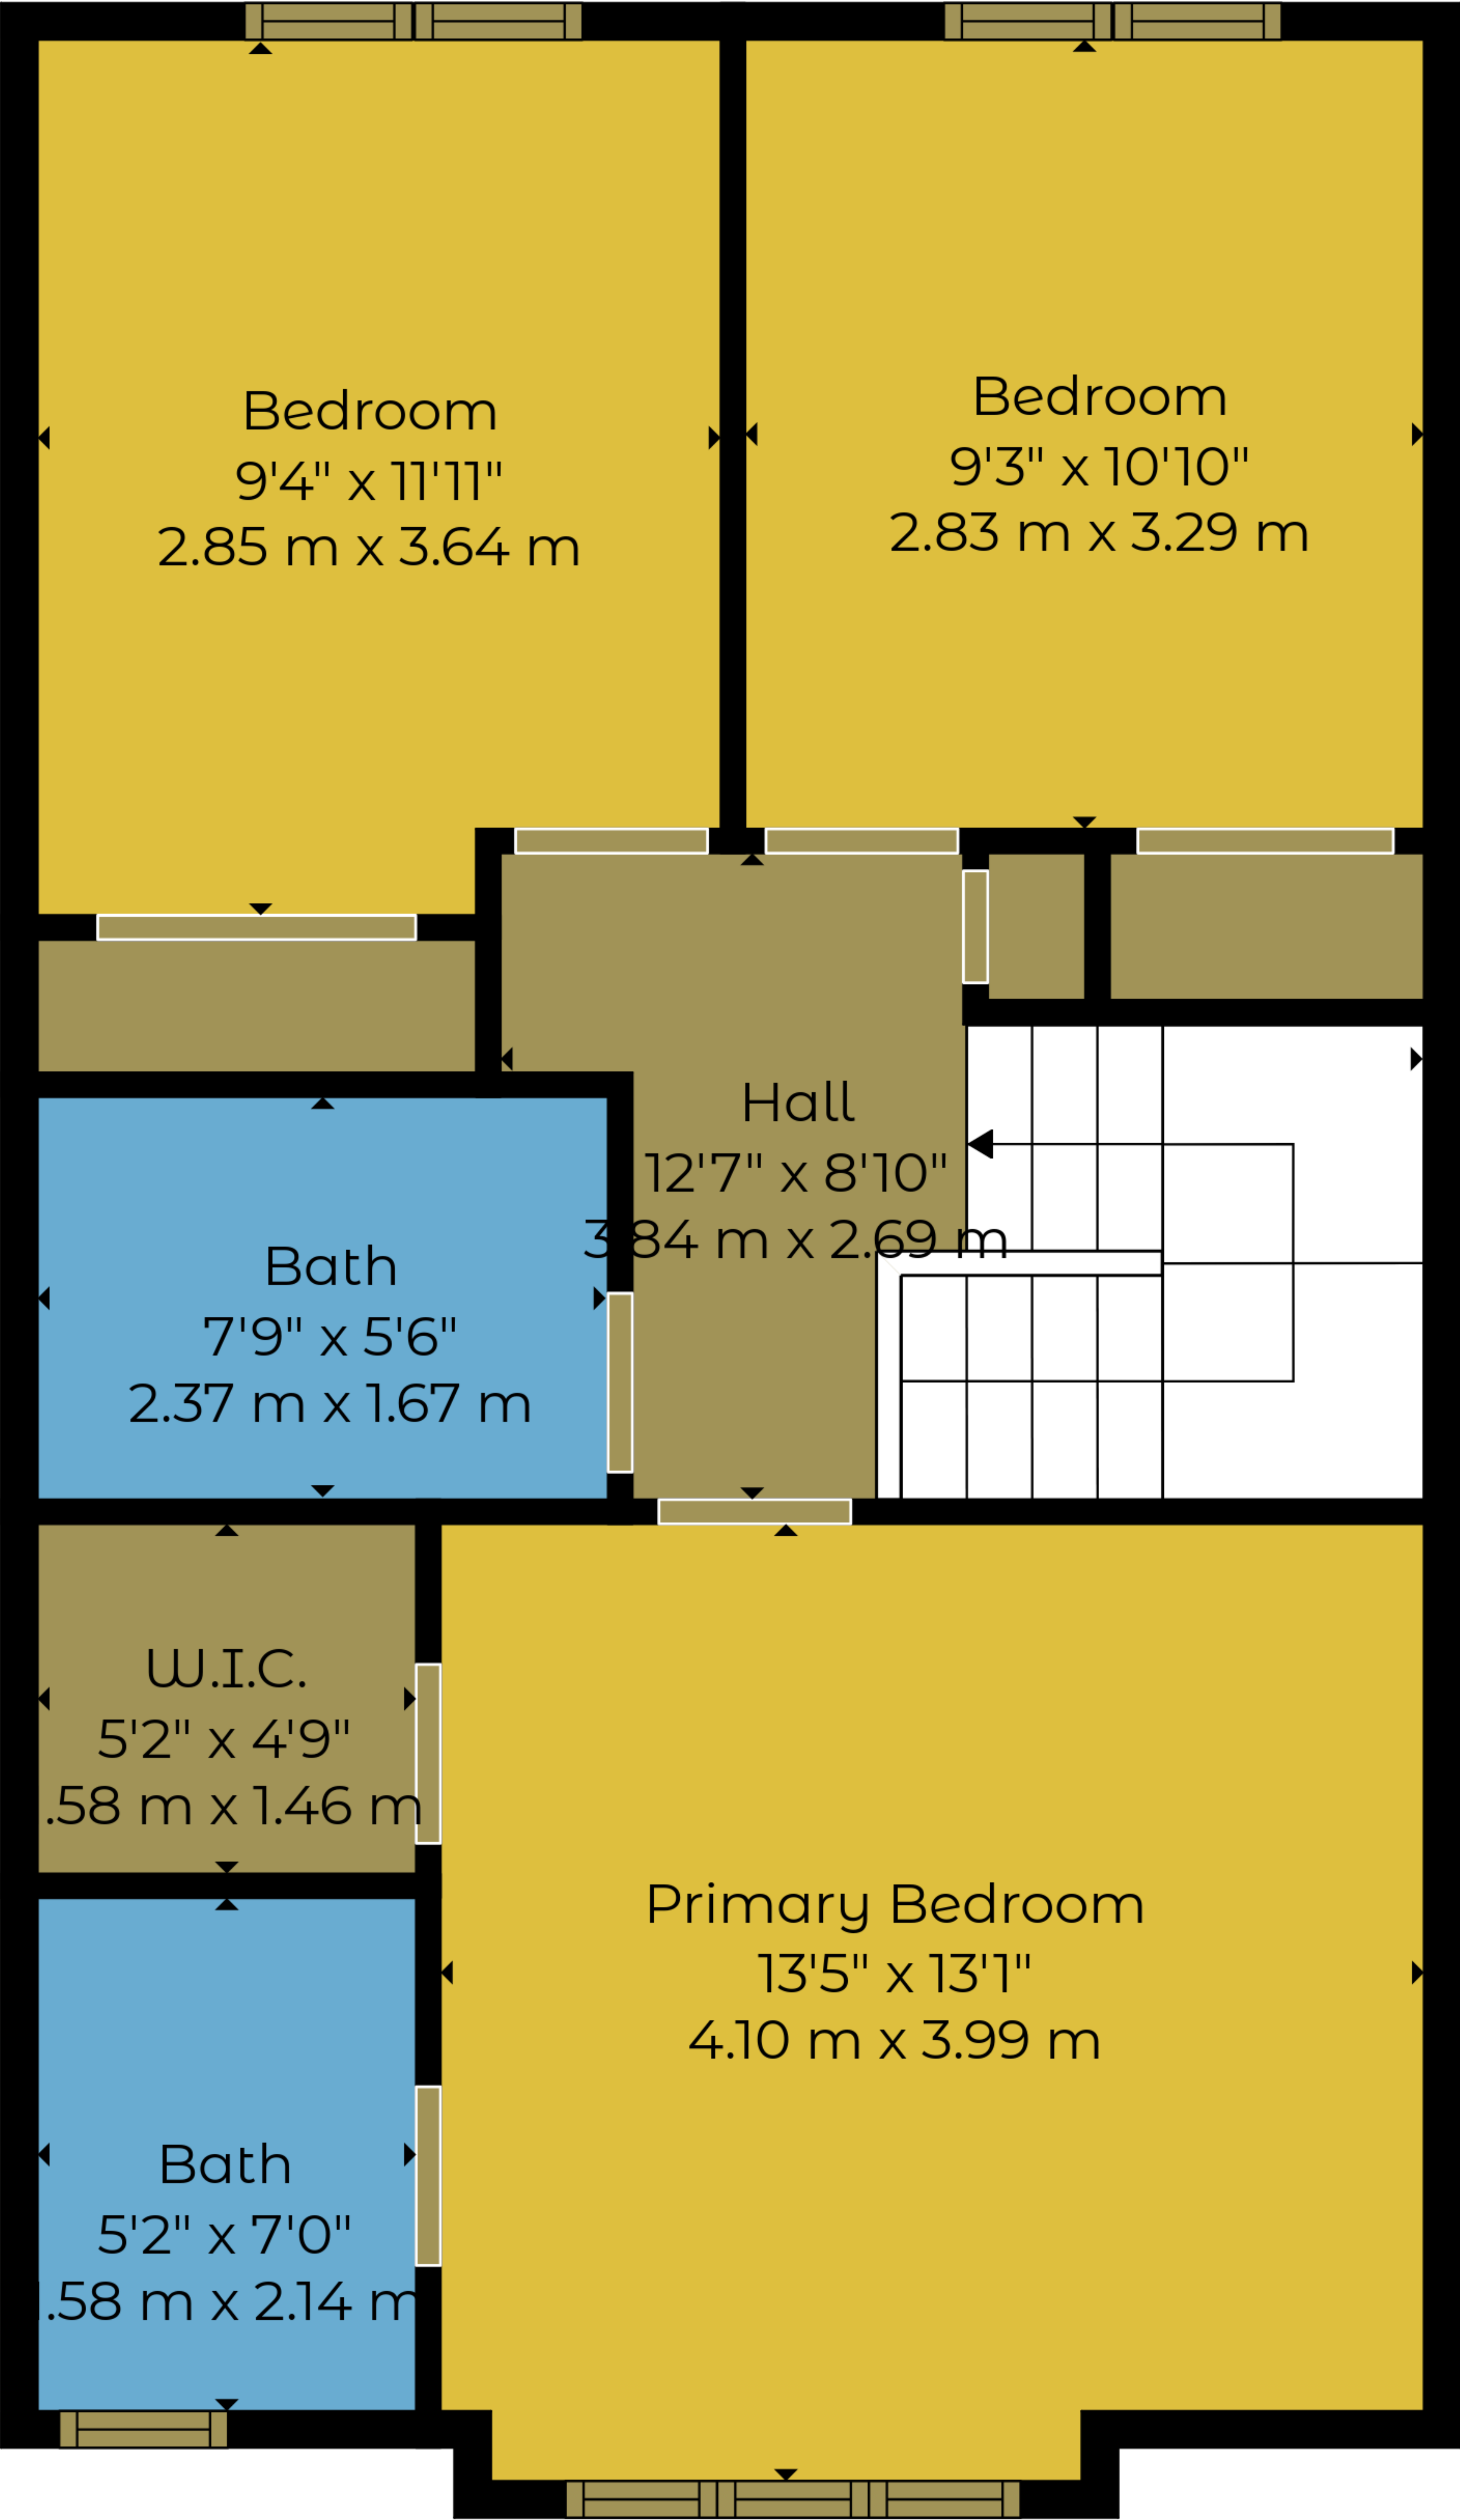 Bedroom
9'4" x 11'11"
2.85 m x 3.64 m
Bedroom
9'3" x 10'10"
2.83 m x 3.29 m
Hall
12'7" x 8'10"
3.84 m x 2.69 m
Bath
7'9" x 5'6"
2.37 m x 1.67 m
W.I.C.
5'2" x 4'9"
.58 m x 1.46 m
Primary Bedroom
13'5" x 13'1"
4.10 m x 3.99 m
Bath
5'2" x 7'0"
.58 m x 2.14 m